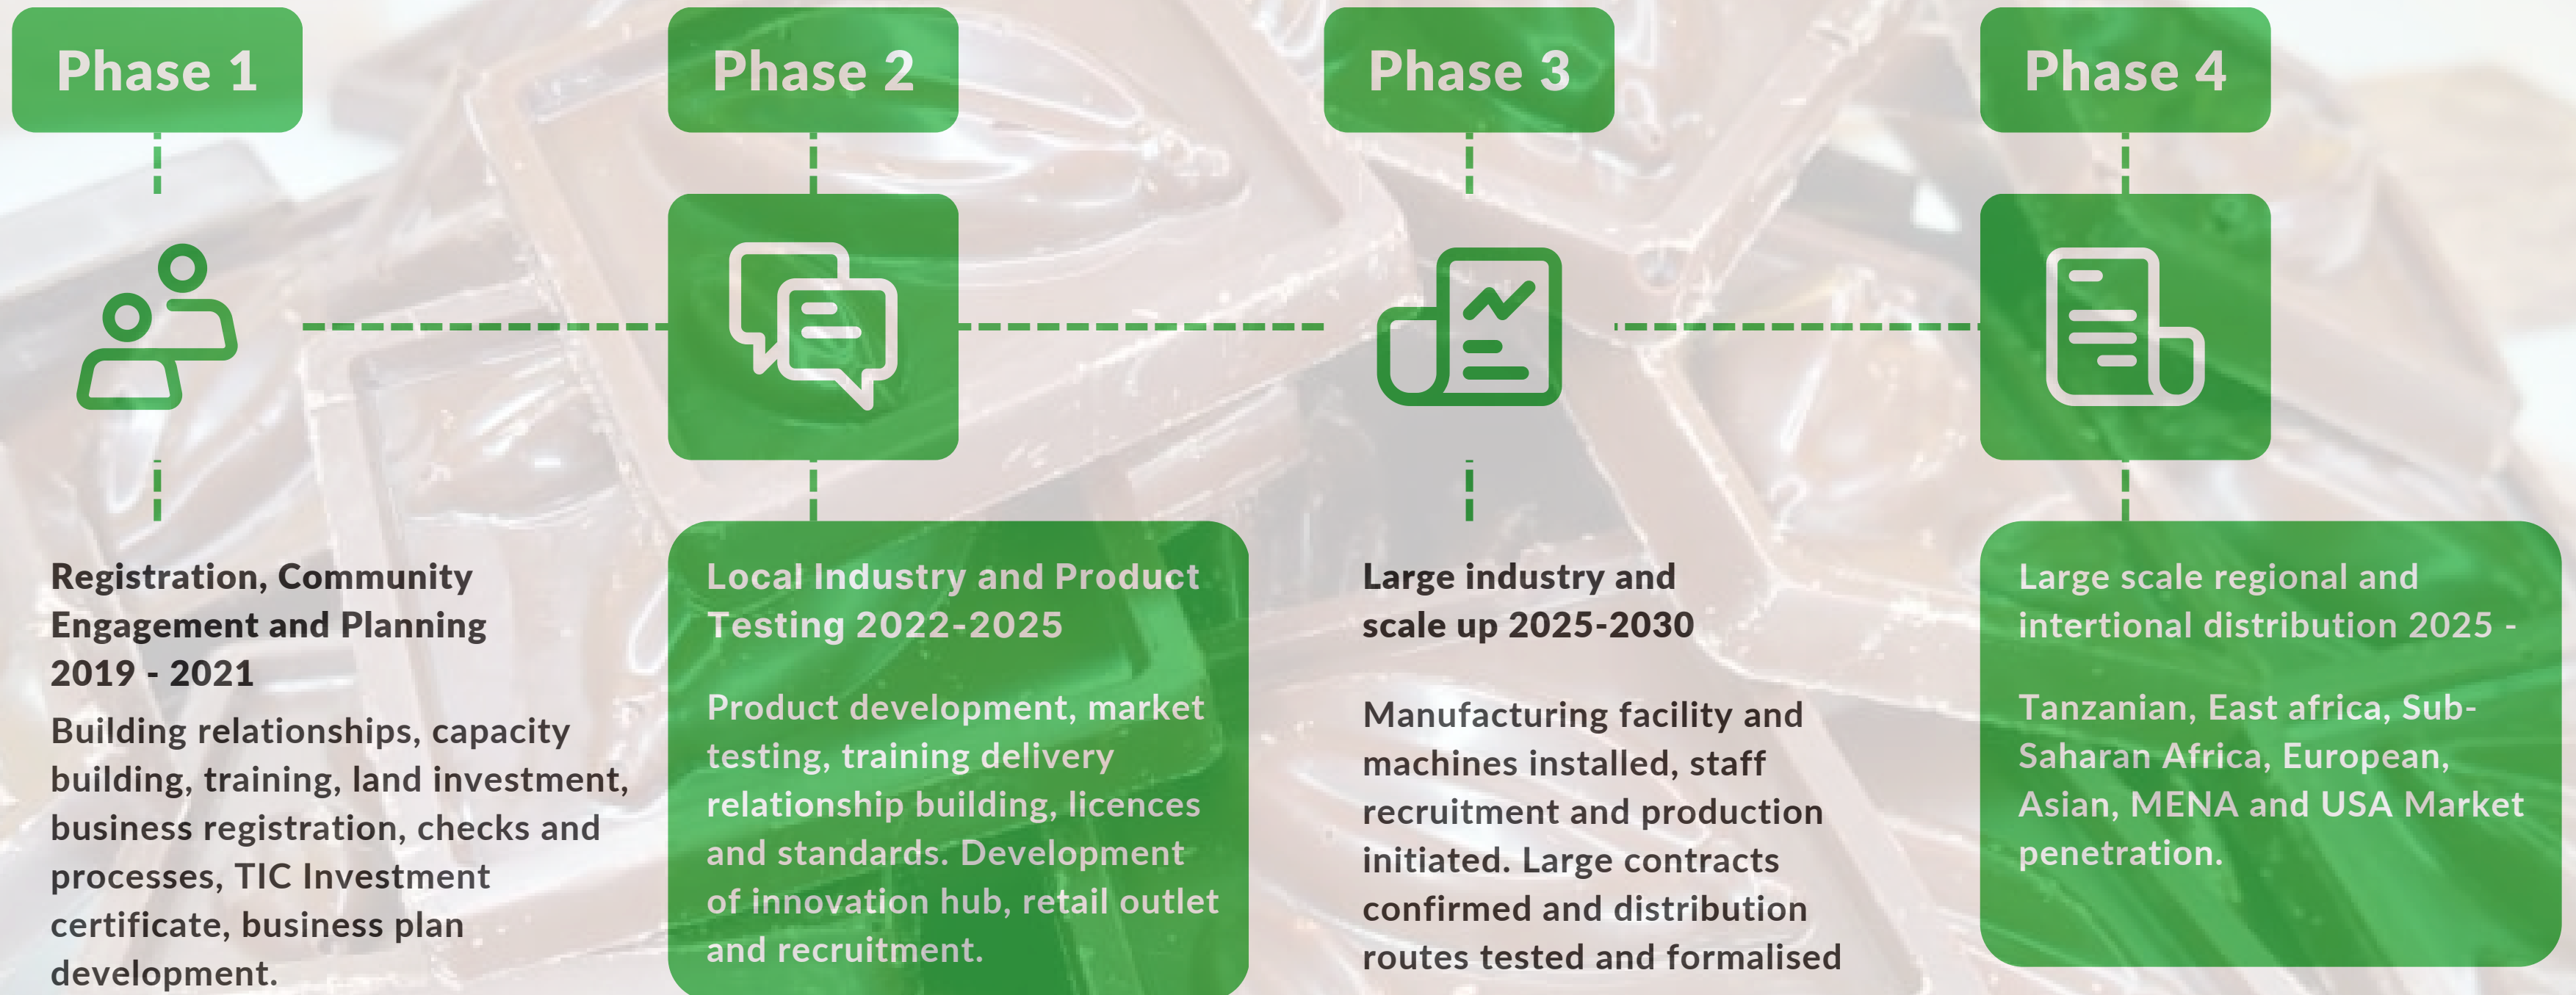 Phase 1
Registration, Community
Engagement and Planning
2019 - 2021
Building relationships, capacity
building, training, land investment,
business registration, checks and
processes, TIC Investment
certificate, business plan
development.
Phase 2
Local Industry and Product
Testing 2022-2025
Product development, market
testing, training delivery
relationship building, licences
and standards. Development
of innovation hub, retail outlet
and recruitment.
Phase 3
Large industry and
scale up 2025-2030
Manufacturing facility and
machines installed, staff
recruitment and production
initiated. Large contracts
confirmed and distribution
routes tested and formalised
Phase 4
Large scale regional and
intertional distribution 2025 -
Tanzanian, East africa, Sub-
Saharan Africa, European,
Asian, MENA and USA Market
penetration.